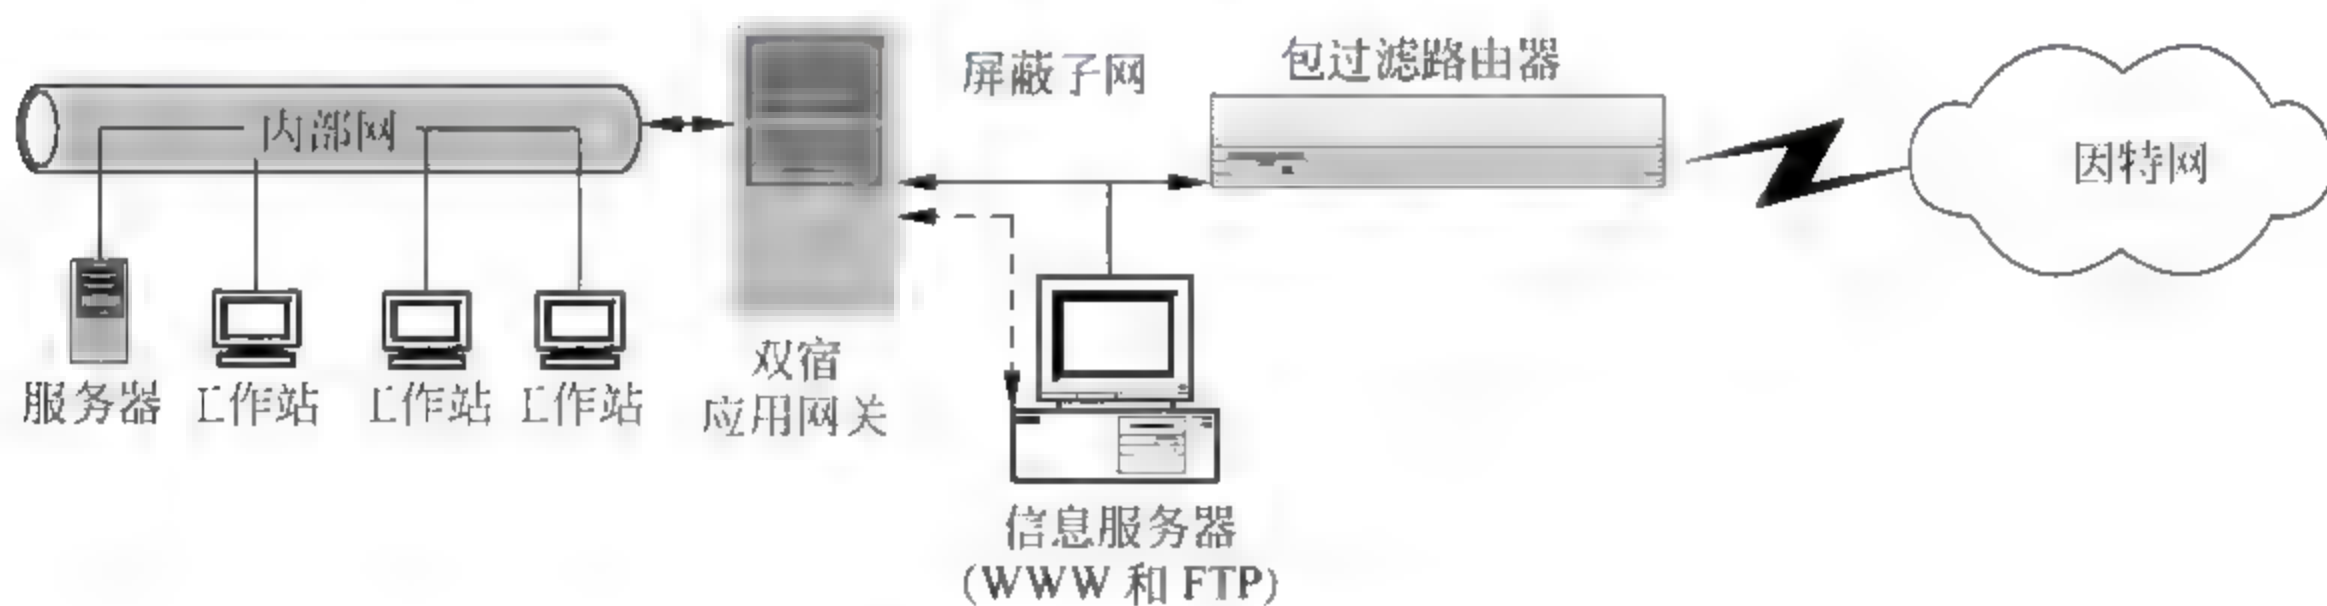 屏蔽子网
包过滤路由器
内部网
因特网
服务器
工作站
工作站
工作站
双宿
应用网关
信息服务器
(WWW 和 FTP)